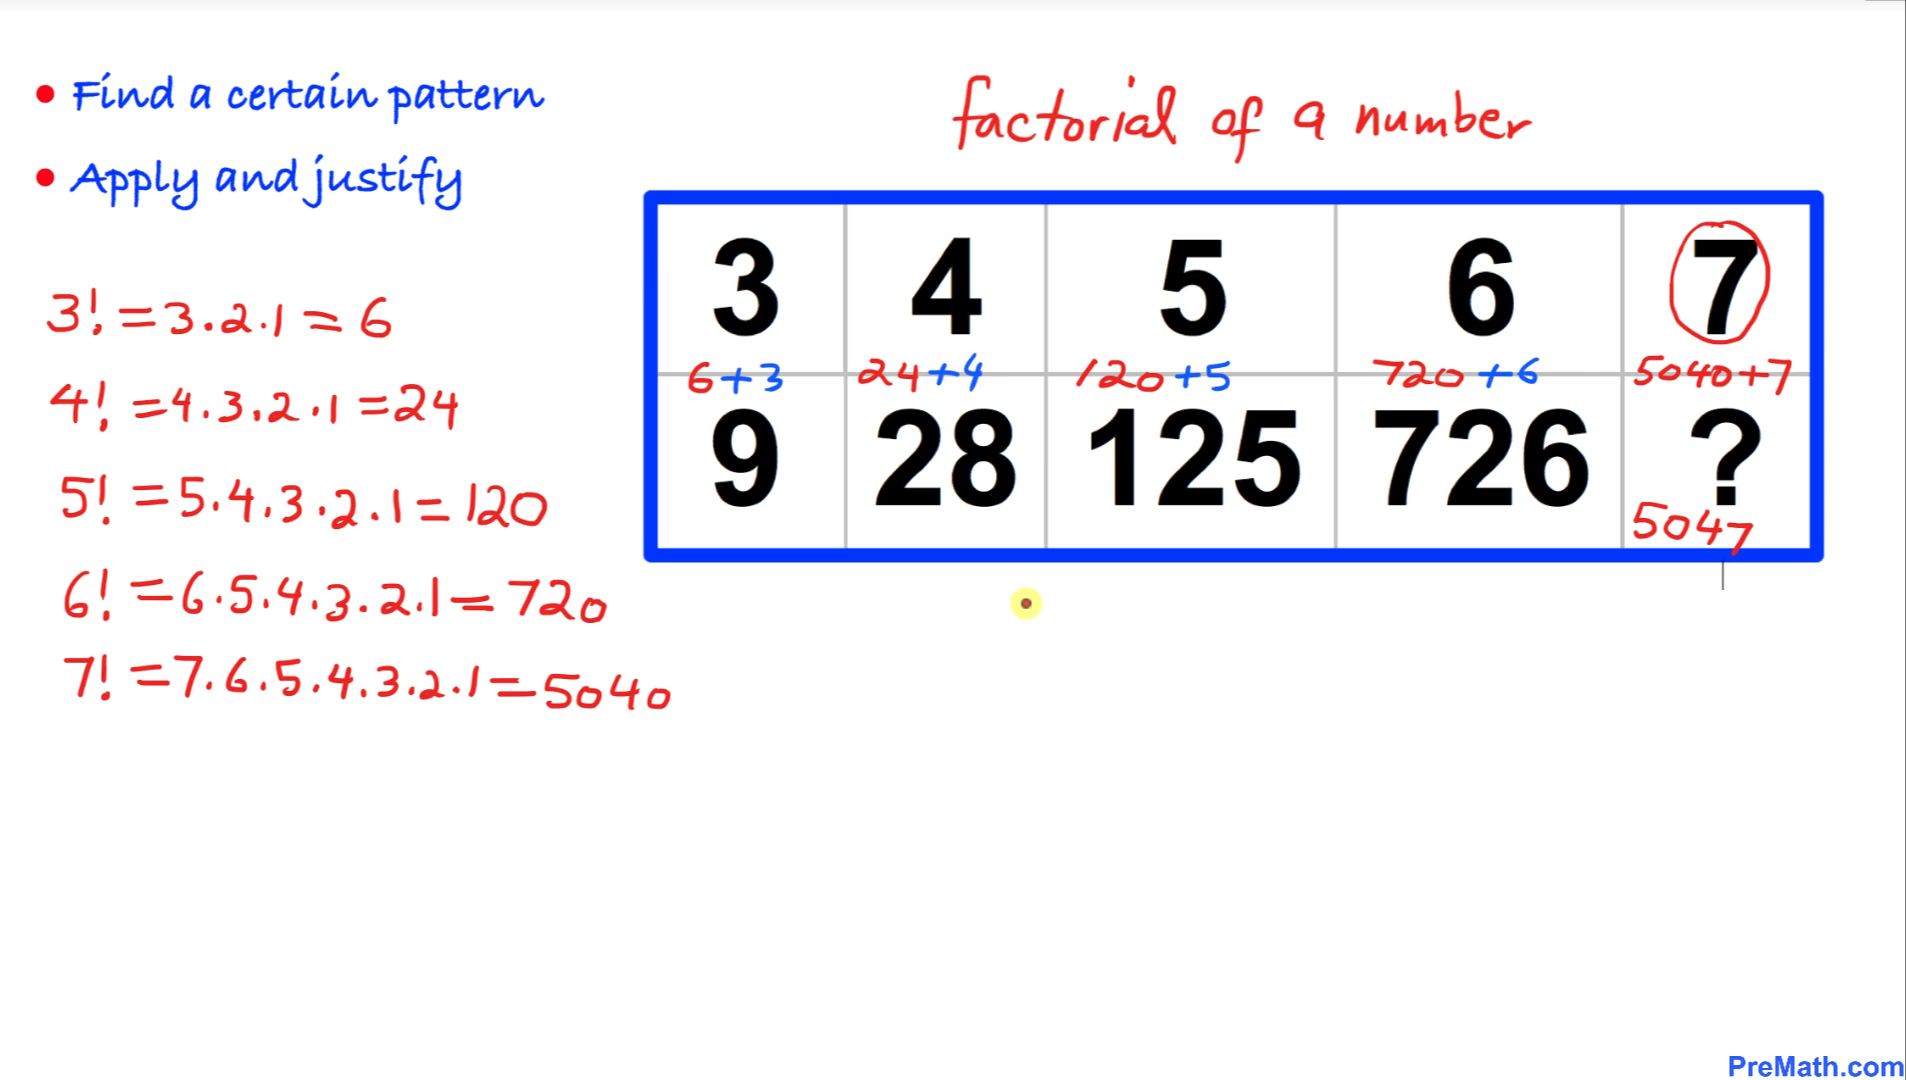 • Find a certain pattern
• Apply and justify
factorial of a number
3! = 3.2.1 = 6
4! = 4.3.2.1 = 24
5! = 5.4.3.2.1 = 120
6! = 6.5.4.3.2.1 = 720
7! = 7.6.5.4.3.2.1 = 5040
3 4 5 6 7
6+3 24+4 120+5 720+6 5040+7
9 28 125 726 ?
5047
PreMath.com